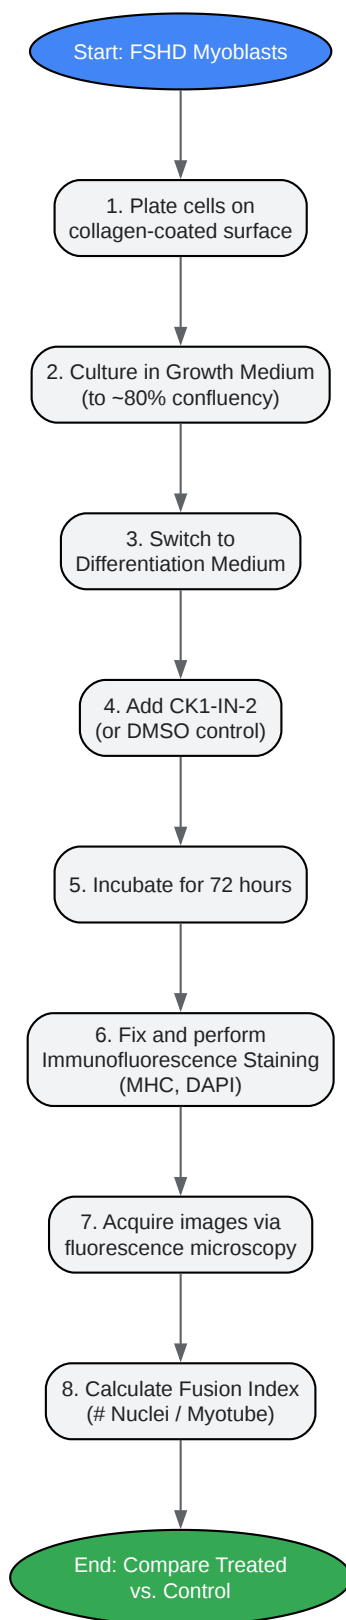 Start: FSHD Myoblasts
1. Plate cells on
collagen-coated surface
2. Culture in Growth Medium
(to ~80% confluency)
3. Switch to
Differentiation Medium
4. Add CK1-IN-2
(or DMSO control)
5. Incubate for 72 hours
6. Fix and perform
Immunofluorescence Staining
(MHC, DAPI)
7. Acquire images via
fluorescence microscopy
8. Calculate Fusion Index
(# Nuclei / Myotube)
End: Compare Treated
vs. Control